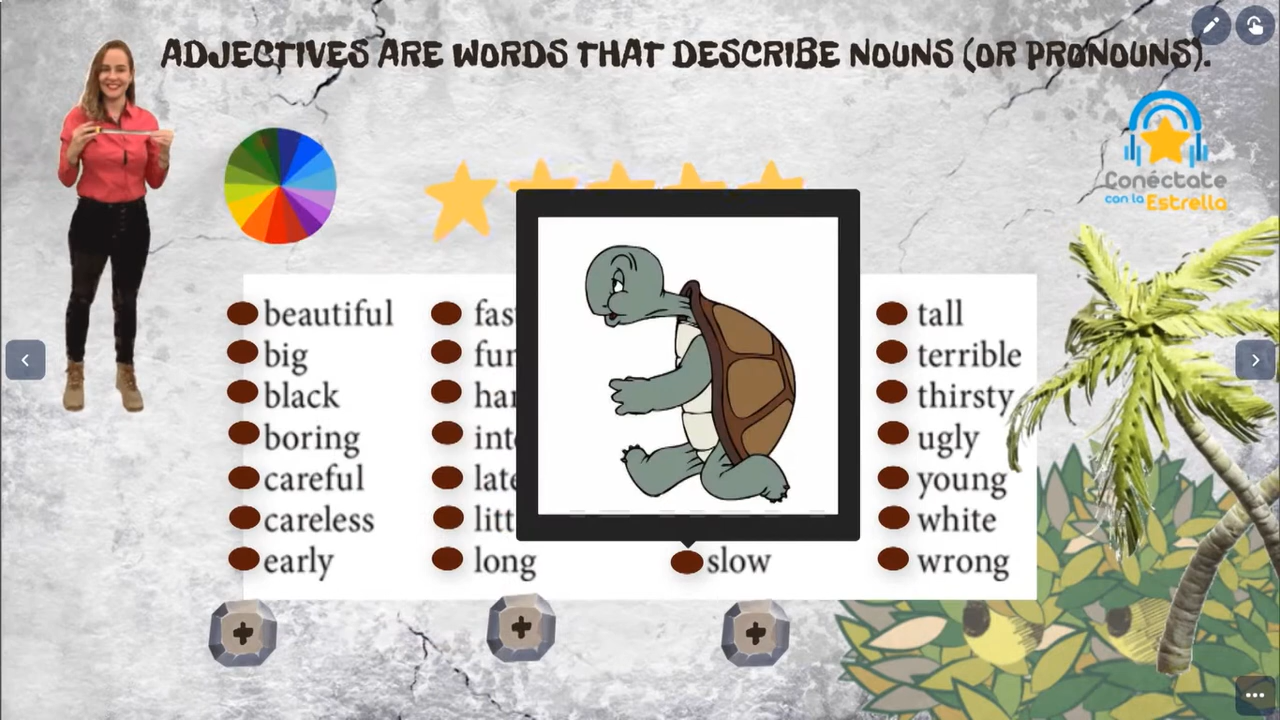 ADJECTIVES ARE WORDS THAT DESCRIBE NOUNS (OR PRONOUNS).
Conéctate
con la Estrella
beautiful
big
black
boring
careful
careless
early
long
slow
tall
terrible
thirsty
ugly
young
white
wrong